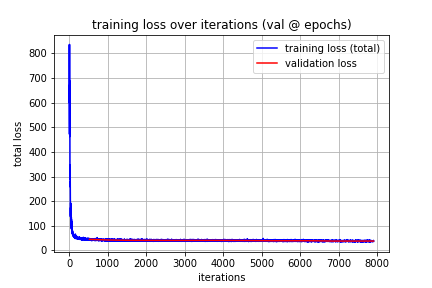 training loss over iterations (val @ epochs)
training loss (total)
validation loss
total loss
800
700
600
500
400
300
200
100
0
0 1000 2000 3000 4000 5000 6000 7000 8000
iterations